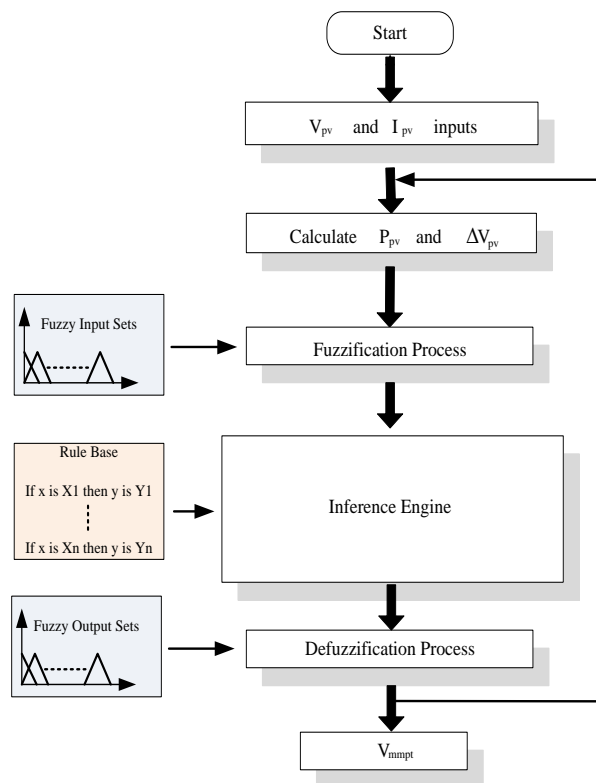 Start
Vpv and Ipv inputs
Calculate Ppv and ΔVpv
Fuzzy Input Sets
Fuzzification Process
Rule Base
If x is X1 then y is Y1
If x is Xn then y is Yn
Inference Engine
Fuzzy Output Sets
Defuzzification Process
Vmmpt